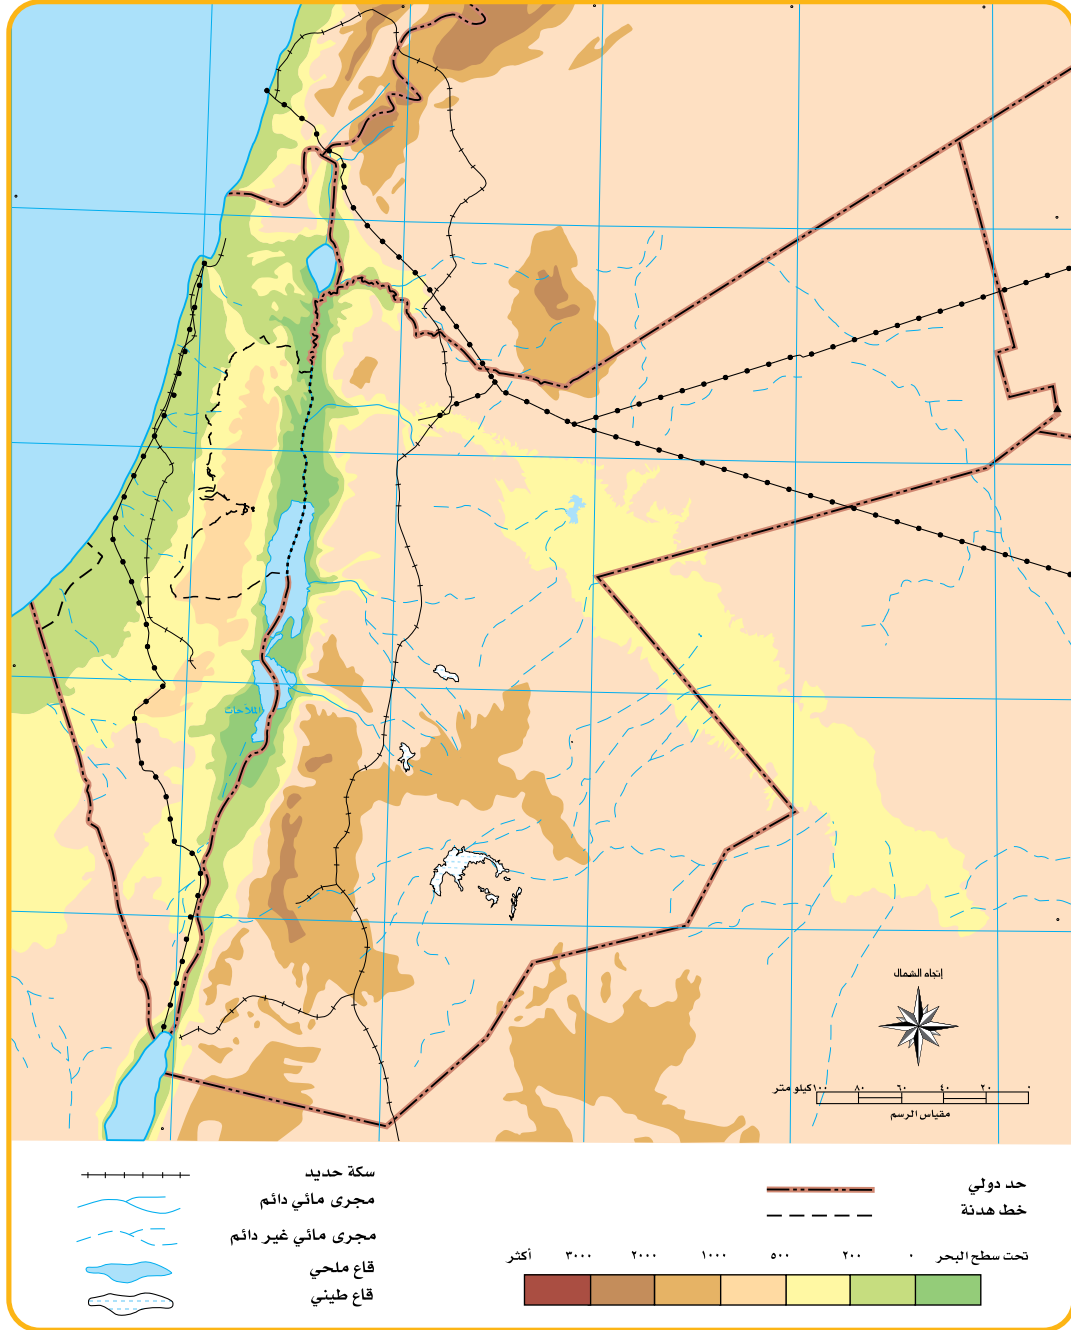 الملاحات
إتجاه الشمال
٠ ٢٠ ٤٠ ٦٠ ٨٠ ١٠٠ كيلو متر
مقياس الرسم
حد دولي
خط هدنة
تحت سطح البحر ٠ ٢٠٠ ٥٠٠ ١٠٠٠ ٢٠٠٠ ٣٠٠٠ أكثر
سكة حديد
مجرى مائي دائم
مجرى مائي غير دائم
قاع ملحي
قاع طيني